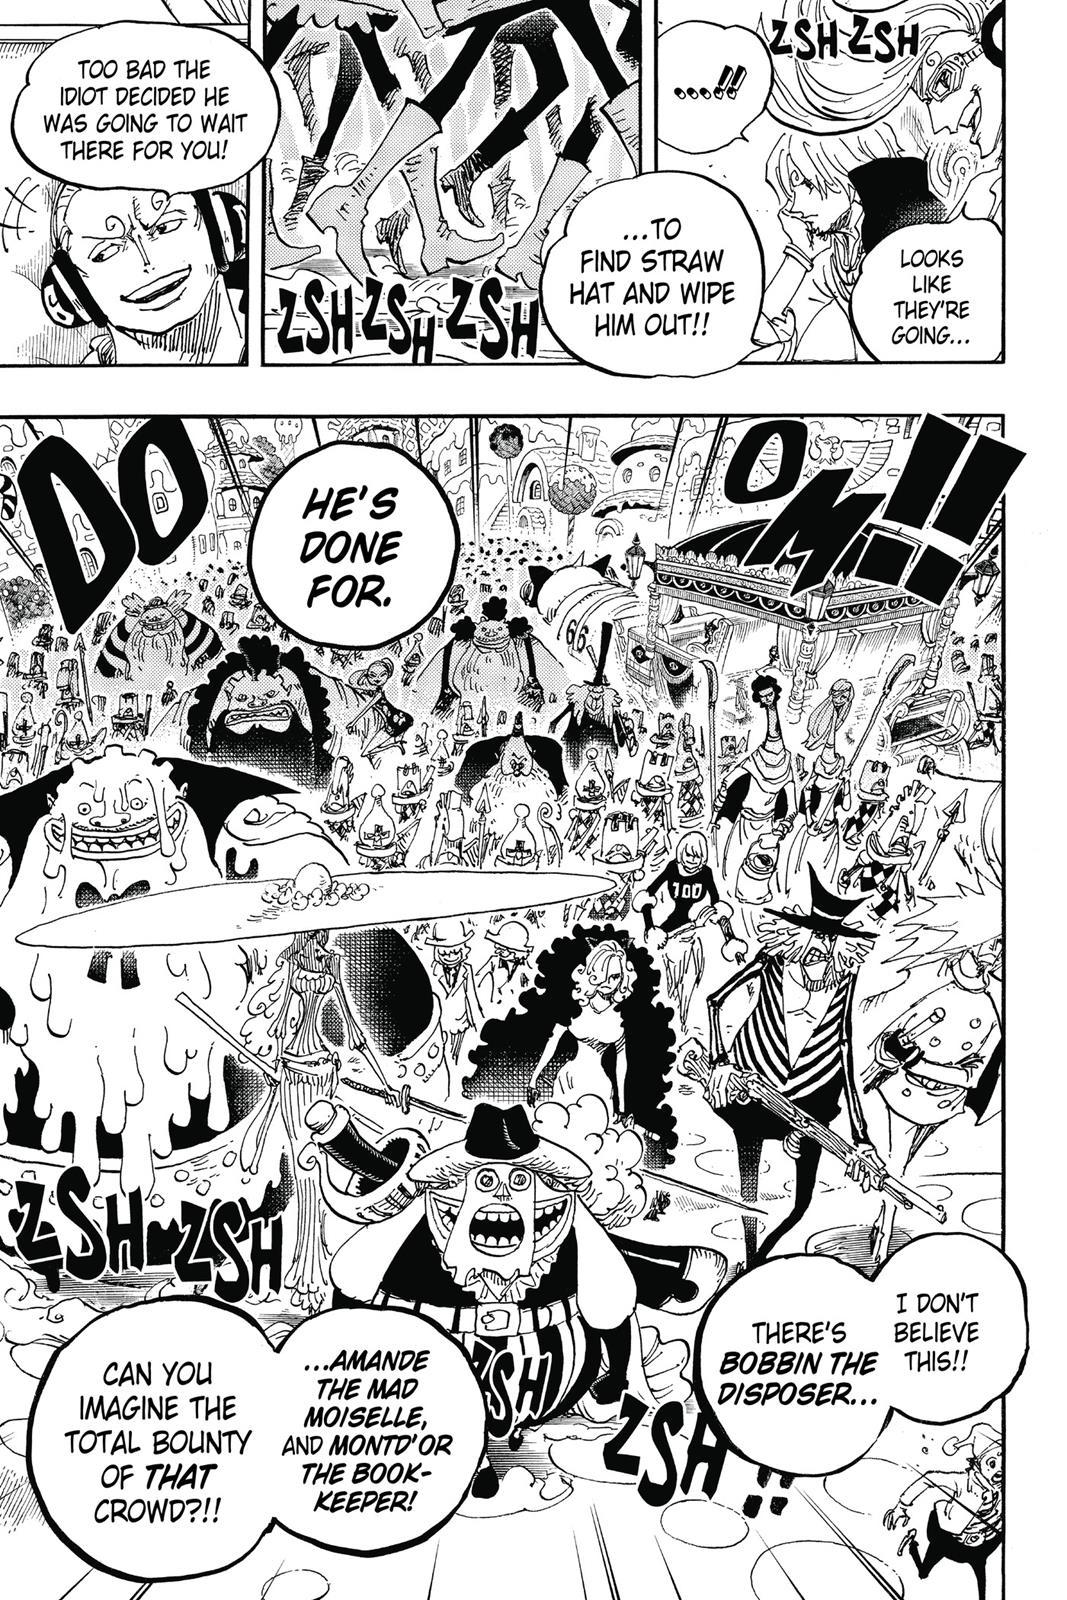 ZSH ZSH
...!!
LOOKS
LIKE
THEY'RE
GOING...
...TO
FIND STRAW
HAT AND WIPE
HIM OUT!!
ZSH ZSH ZSH
TOO BAD THE
IDIOT DECIDED HE
WAS GOING TO WAIT
THERE FOR YOU!
DOOM!!
HE'S
DONE
FOR.
66
100
ZSH
ZSH ZSH
ZSH
!!
I DON'T
BELIEVE
THIS!!
THERE'S
BOBBIN THE
DISPOSER...
...AMANDE
THE MAD
MOISELLE,
AND MONTD'OR
THE BOOK-
KEEPER!
CAN YOU
IMAGINE THE
TOTAL BOUNTY
OF THAT
CROWD?!!